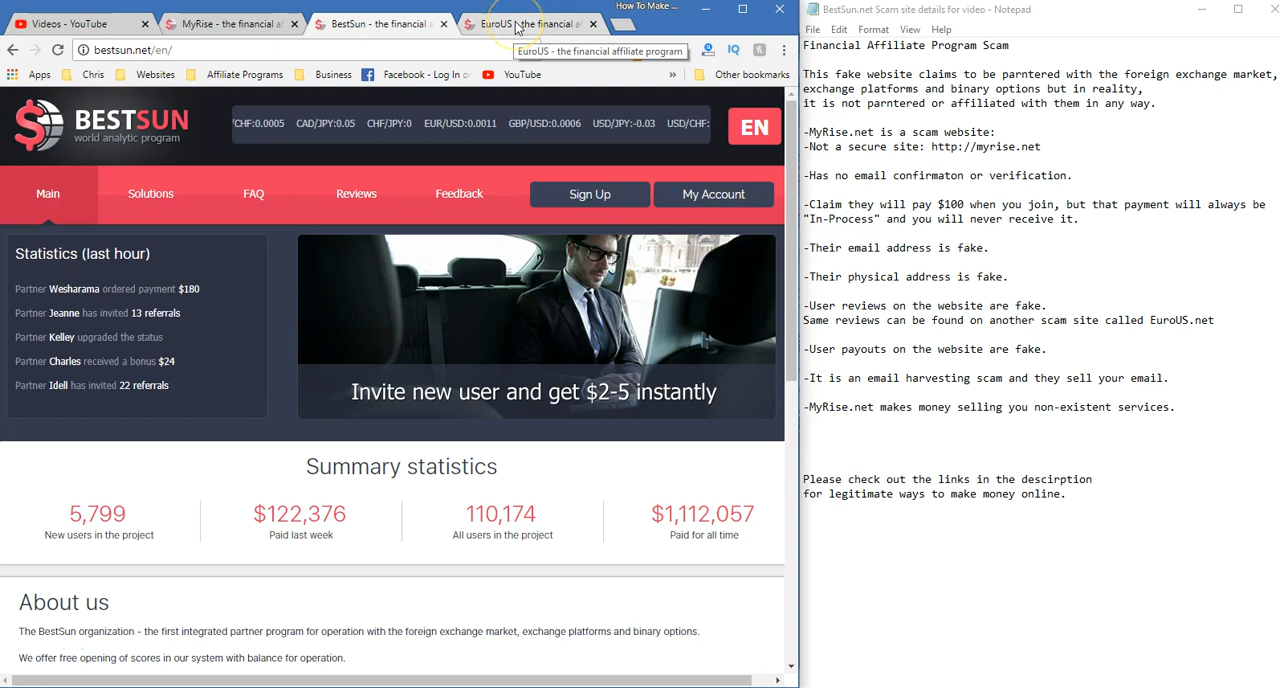 How To Make ...
Videos - YouTube
MyRise - the financial af
BestSun - the financial a
EuroUS - the financial af
bestsun.net/en/
EuroUS - the financial affiliate program
IQ
Apps
Chris
Websites
Affiliate Programs
Business
Facebook - Log In o
YouTube
»
Other bookmarks
BESTSUN
world analytic program
/CHF:0.0005 CAD/JPY:0.05 CHF/JPY:0 EUR/USD:0.0011 GBP/USD:0.0006 USD/JPY:-0.03 USD/CHF:
EN
Main
Solutions
FAQ
Reviews
Feedback
Sign Up
My Account
Statistics (last hour)
Partner Wesharama ordered payment $180
Partner Jeanne has invited 13 referrals
Partner Kelley upgraded the status
Partner Charles received a bonus $24
Partner Idell has invited 22 referrals
Invite new user and get $2-5 instantly
Summary statistics
5,799
New users in the project
$122,376
Paid last week
110,174
All users in the project
$1,112,057
Paid for all time
About us
The BestSun organization - the first integrated partner program for operation with the foreign exchange market, exchange platforms and binary options.
We offer free opening of scores in our system with balance for operation.
BestSun.net Scam site details for video - Notepad
File Edit Format View Help
Financial Affiliate Program Scam
This fake website claims to be parntered with the foreign exchange market,
exchange platforms and binary options but in reality,
it is not parntered or affiliated with them in any way.
-MyRise.net is a scam website:
-Not a secure site: http://myrise.net
-Has no email confirmaton or verification.
-Claim they will pay $100 when you join, but that payment will always be
"In-Process" and you will never receive it.
-Their email address is fake.
-Their physical address is fake.
-User reviews on the website are fake.
Same reviews can be found on another scam site called EuroUS.net
-User payouts on the website are fake.
-It is an email harvesting scam and they sell your email.
-MyRise.net makes money selling you non-existent services.
Please check out the links in the descirption
for legitimate ways to make money online.